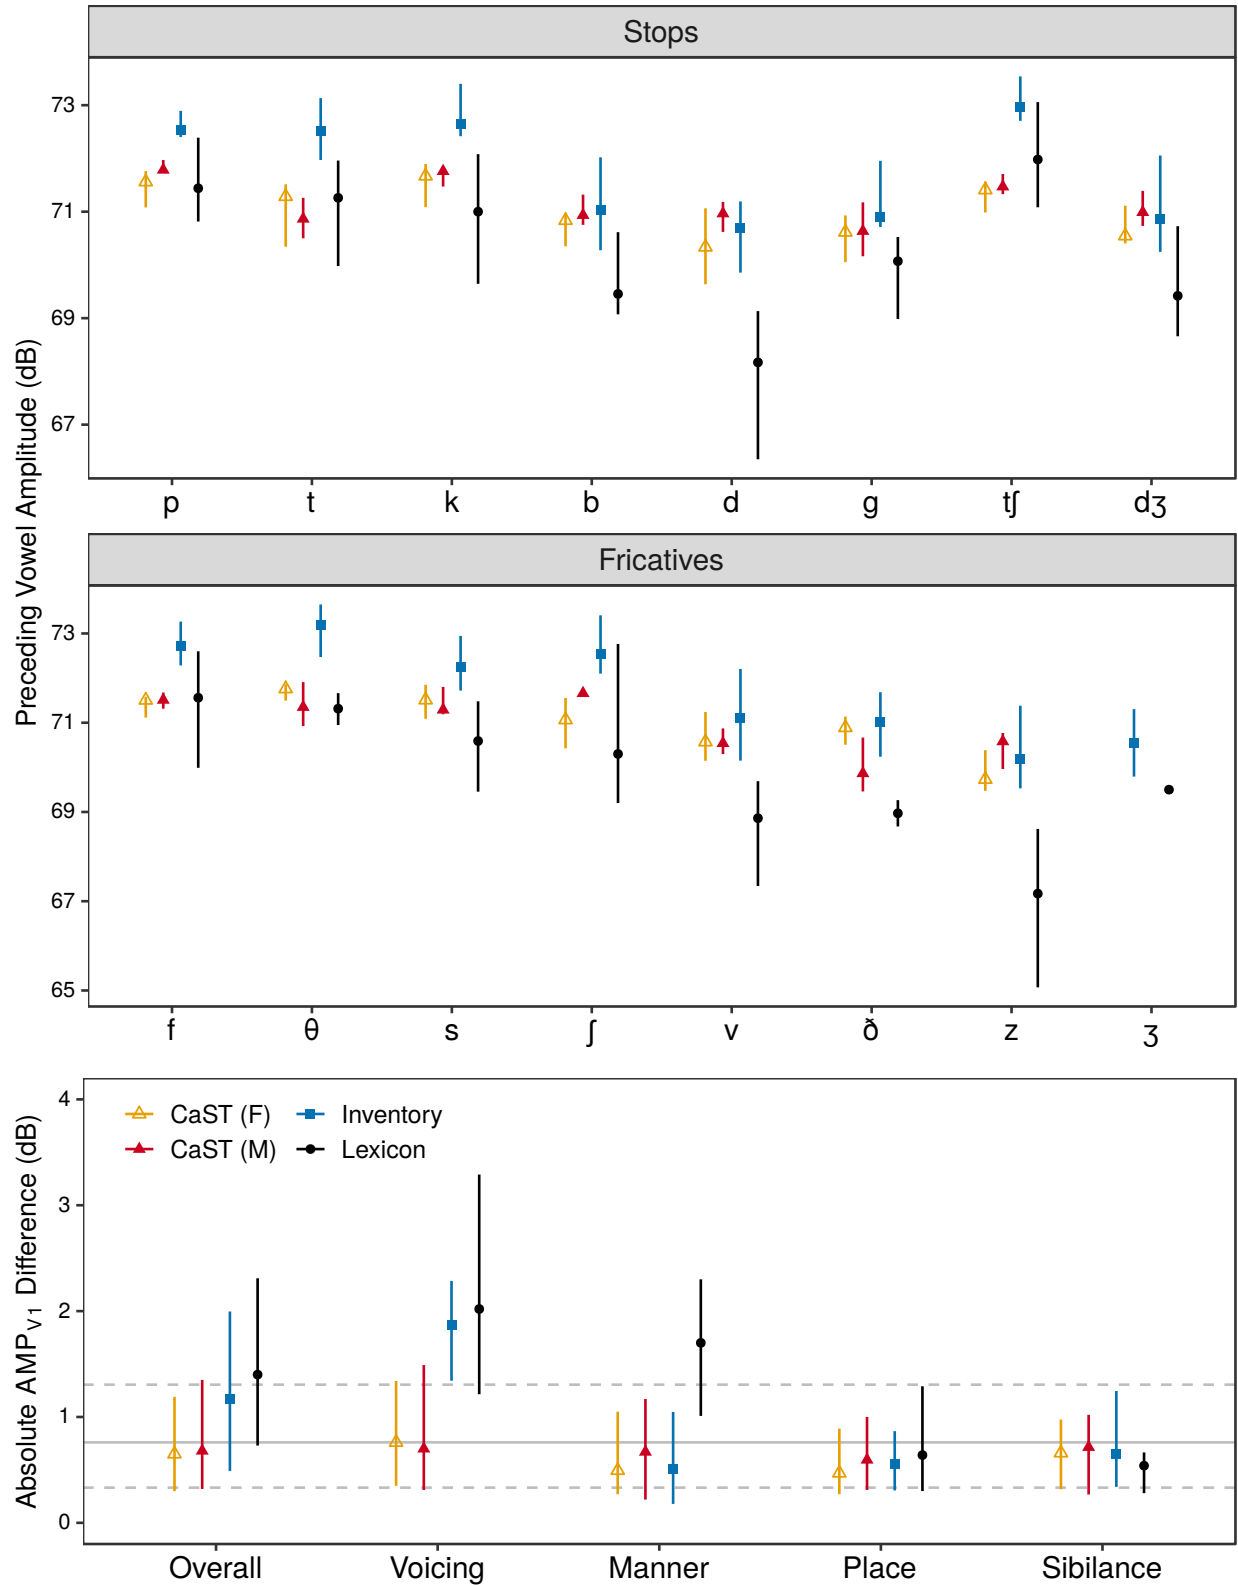 Stops
Preceding Vowel Amplitude (dB)
73
71
69
67
p t k b d g tʃ dʒ
Fricatives
73
71
69
67
65
f θ s ʃ v ð z ʒ
Absolute AMPV1 Difference (dB)
4
3
2
1
0
CaST (F) Inventory
CaST (M) Lexicon
Overall Voicing Manner Place Sibilance